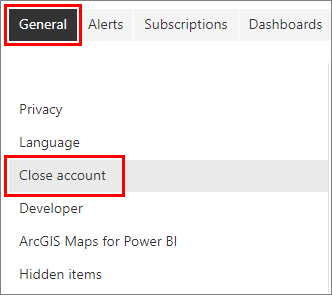 General Alerts Subscriptions Dashboards
Privacy
Language
Close account
Developer
ArcGIS Maps for Power BI
Hidden items